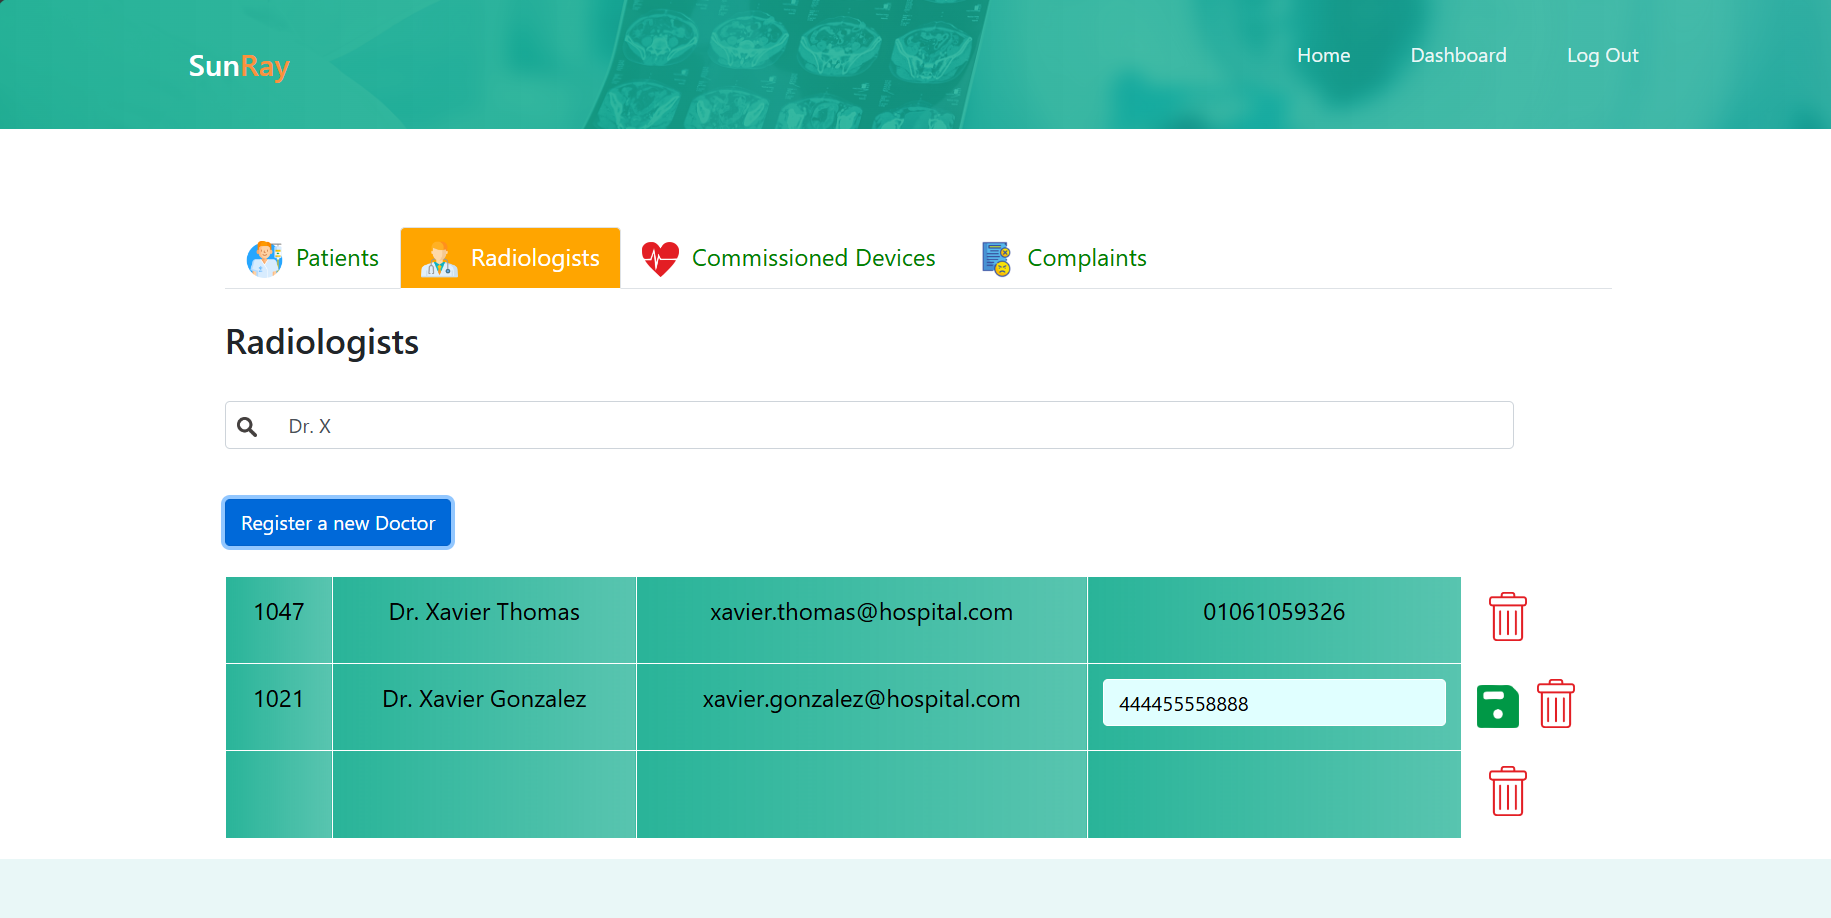 SunRay
Home Dashboard Log Out
Patients Radiologists Commissioned Devices Complaints
Radiologists
Dr. X
Register a new Doctor
1047 Dr. Xavier Thomas xavier.thomas@hospital.com 01061059326
1021 Dr. Xavier Gonzalez xavier.gonzalez@hospital.com 444455558888